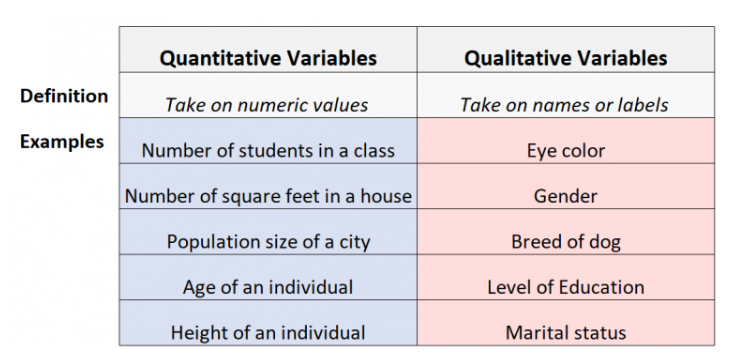 Quantitative Variables Qualitative Variables
Definition Take on numeric values Take on names or labels
Examples Number of students in a class Eye color
Number of square feet in a house Gender
Population size of a city Breed of dog
Age of an individual Level of Education
Height of an individual Marital status